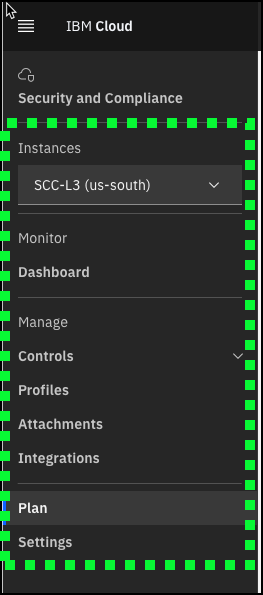 IBM Cloud
Security and Compliance
Instances
SCC-L3 (us-south)
Monitor
Dashboard
Manage
Controls
Profiles
Attachments
Integrations
Plan
Settings